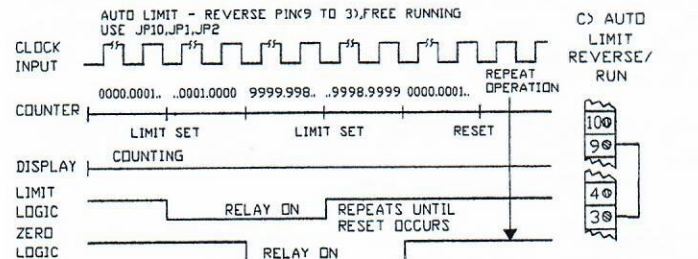 AUTO LIMIT - REVERSE PIN(9 TO 3),FREE RUNNING
USE JP10,JP1,JP2
C) AUTO
LIMIT
REVERSE/
RUN
CLOCK
INPUT
REPEAT
OPERATION
0000.0001.. ..0001.0000 9999.998.. ..9998.9999 0000.0001..
COUNTER
LIMIT SET LIMIT SET RESET
COUNTING
DISPLAY
LIMIT
LOGIC
RELAY ON
REPEATS UNTIL
RESET OCCURS
ZERO
LOGIC
RELAY ON
10
9
4
3